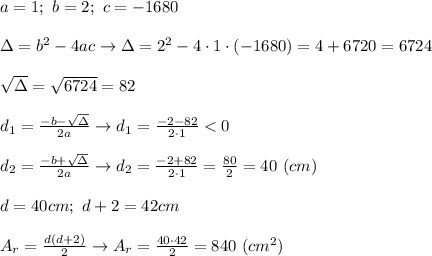 a = 1; b = 2; c = −1680
Δ = b² − 4ac → Δ = 2² − 4 · 1 · (−1680) = 4 + 6720 = 6724
√Δ = √6724 = 82
d₁ = (−b−√Δ)/(2a) → d₁ = (−2−82)/(2·1) < 0
d₂ = (−b+√Δ)/(2a) → d₂ = (−2+82)/(2·1) = 80/2 = 40 (cm)
d = 40cm; d + 2 = 42cm
Aᵣ = d(d+2)/2 → Aᵣ = 40·42/2 = 840 (cm²)